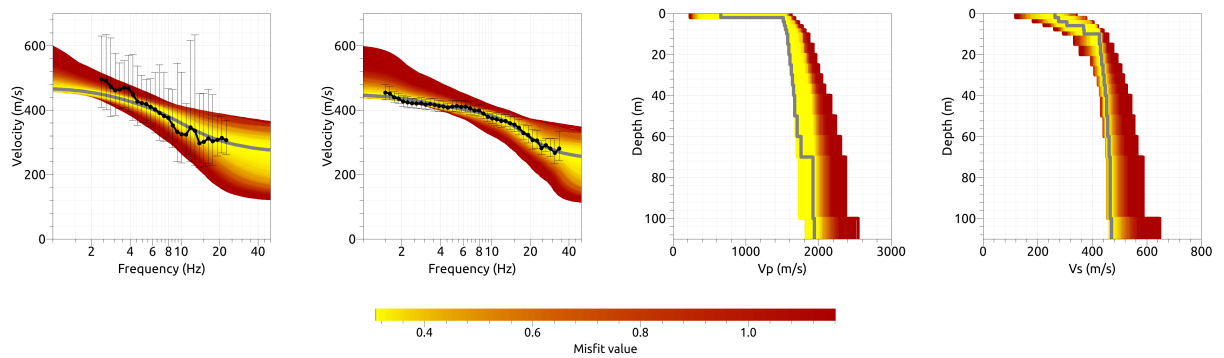 600
400
200
0
Velocity (m/s)
2 4 6 8 10 20 40
Frequency (Hz)
600
400
200
0
Velocity (m/s)
2 4 6 8 10 20 40
Frequency (Hz)
0
20
40
60
80
100
Depth (m)
0 1000 2000 3000
Vp (m/s)
0
20
40
60
80
100
Depth (m)
0 200 400 600 800
Vs (m/s)
0.4 0.6 0.8 1.0
Misfit value